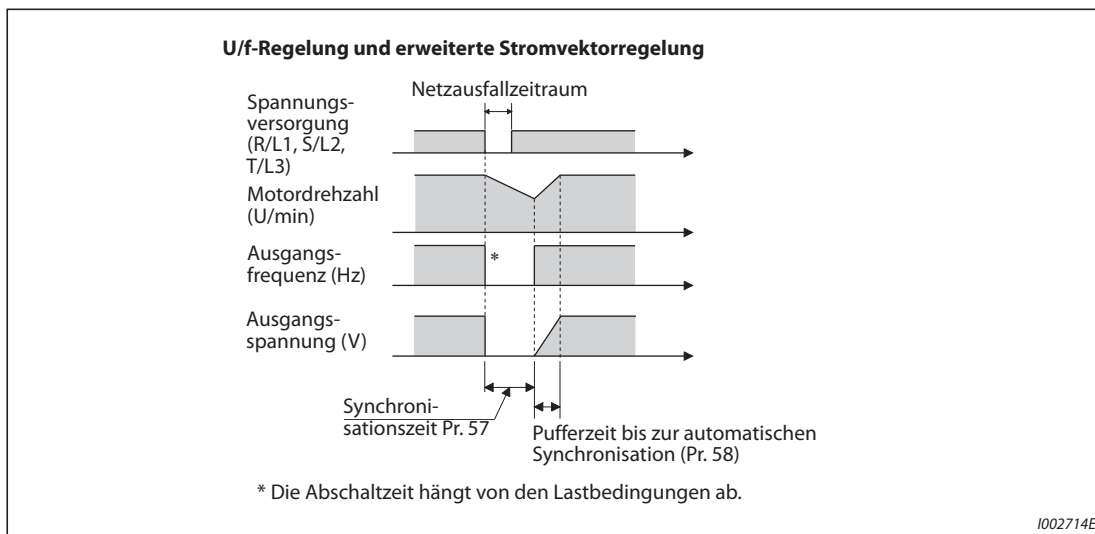 U/f-Regelung und erweiterte Stromvektorregelung
Netzausfallzeitraum
Spannungs-
versorgung
(R/L1, S/L2,
T/L3)
Motordrehzahl
(U/min)
Ausgangs-
frequenz (Hz)
*
Ausgangs-
spannung (V)
Synchroni-
sationszeit Pr. 57
Pufferzeit bis zur automatischen
Synchronisation (Pr. 58)
* Die Abschaltzeit hängt von den Lastbedingungen ab.
I002714E